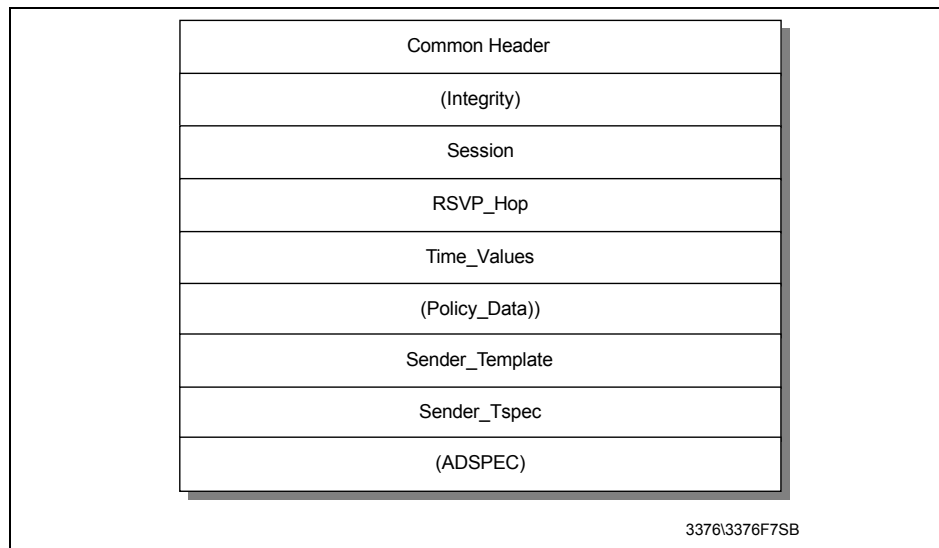 Common Header
(Integrity)
Session
RSVP_Hop
Time_Values
(Policy_Data))
Sender_Template
Sender_Tspec
(ADSPEC)
3376\3376F7SB